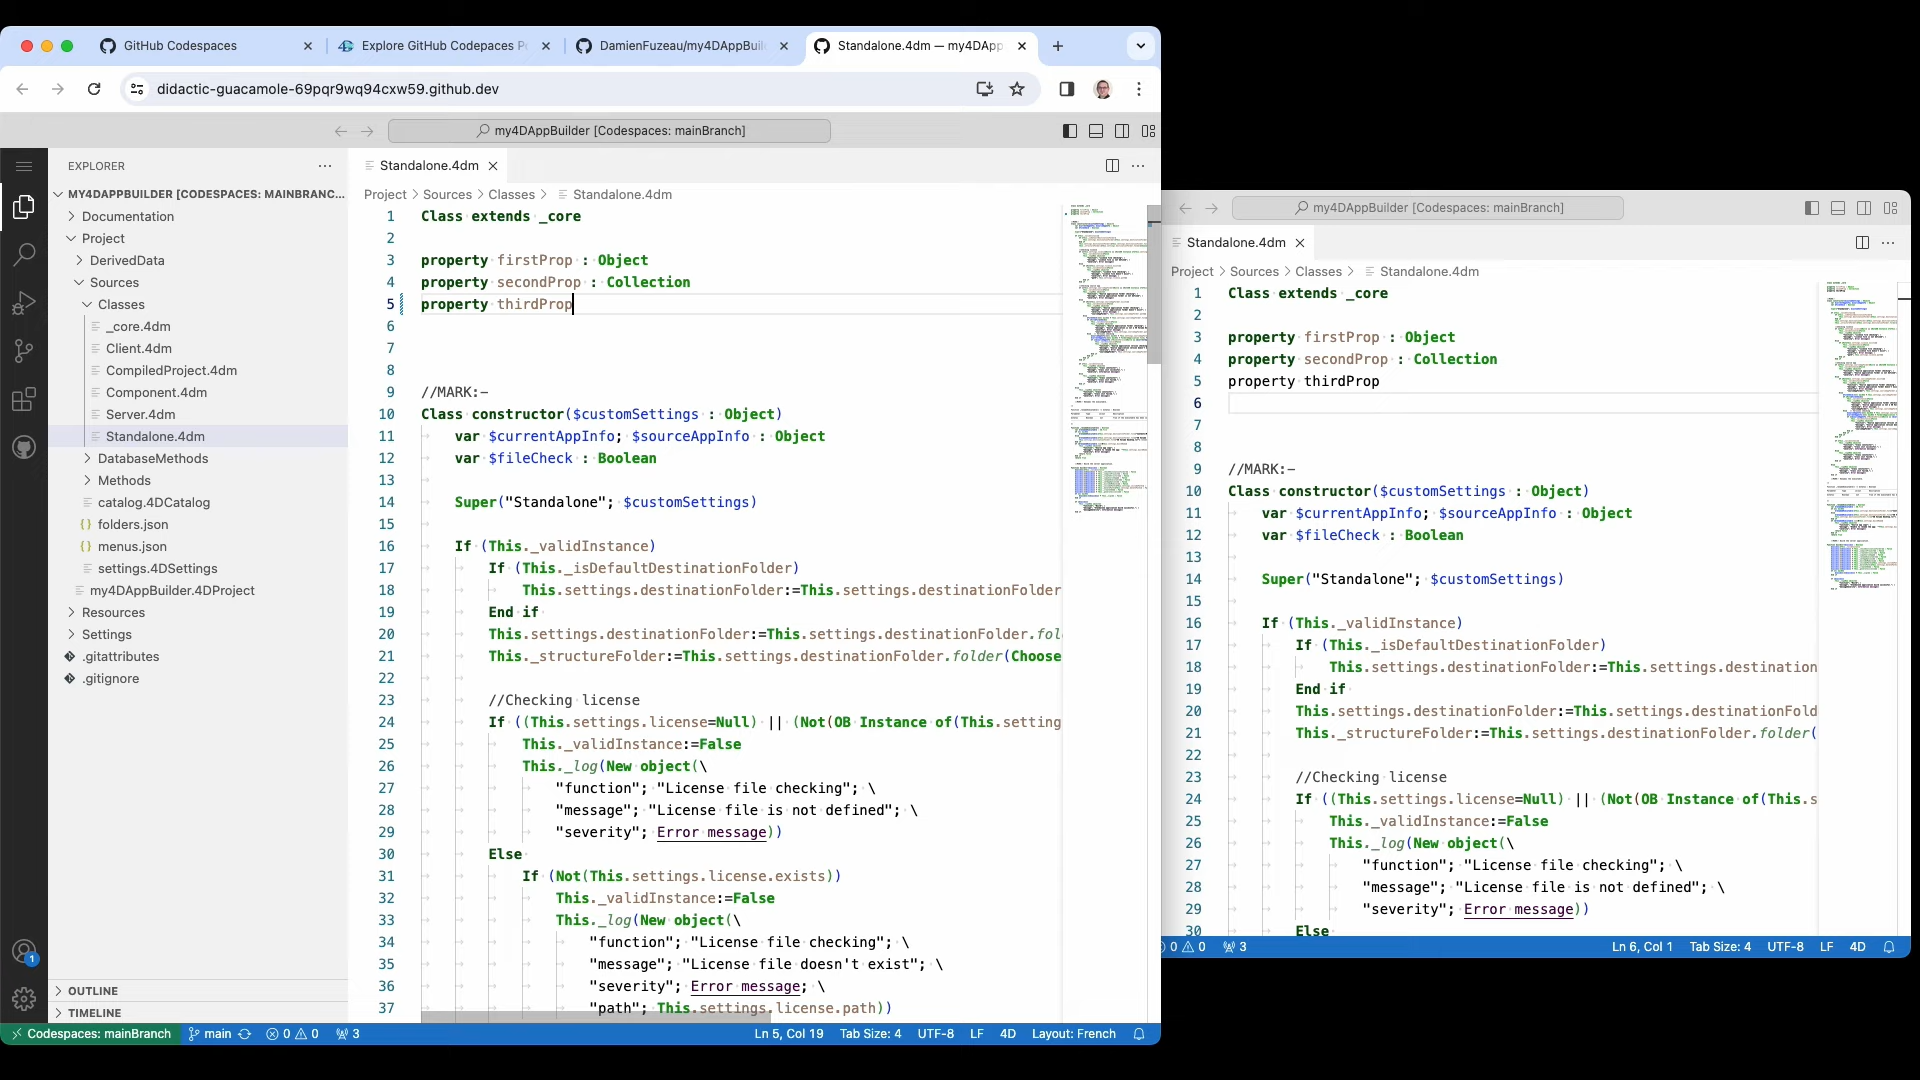 GitHub Codespaces
Explore GitHub Codepaces P
DamienFuzeau/my4DAppBuil
Standalone.4dm — my4DApp
didactic-guacamole-69pqr9wq94cxw59.github.dev
my4DAppBuilder [Codespaces: mainBranch]
EXPLORER
MY4DAPPBUILDER [CODESPACES: MAINBRANC...
Documentation
Project
DerivedData
Sources
Classes
_core.4dm
Client.4dm
CompiledProject.4dm
Component.4dm
Server.4dm
Standalone.4dm
DatabaseMethods
Methods
catalog.4DCatalog
{} folders.json
{} menus.json
settings.4DSettings
my4DAppBuilder.4DProject
Resources
Settings
.gitattributes
.gitignore
OUTLINE
TIMELINE
1
Standalone.4dm
Project > Sources > Classes > Standalone.4dm
1 Class extends _core
2
3 property firstProp : Object
4 property secondProp : Collection
5 property thirdProp
6
7
8
9 //MARK:-
10 Class constructor($customSettings : Object)
11 var $currentAppInfo; $sourceAppInfo : Object
12 var $fileCheck : Boolean
13
14 Super("Standalone"; $customSettings)
15
16 If (This._validInstance)
17 If (This._isDefaultDestinationFolder)
18 This.settings.destinationFolder:=This.settings.destinationFolder
19 End if
20 This.settings.destinationFolder:=This.settings.destinationFolder.fol
21 This._structureFolder:=This.settings.destinationFolder.folder(Choose
22
23 //Checking license
24 If ((This.settings.license=Null) || (Not(OB Instance of(This.setting
25 This._validInstance:=False
26 This._log(New object(\
27 "function"; "License file checking"; \
28 "message"; "License file is not defined"; \
29 "severity"; Error message))
30 Else
31 If (Not(This.settings.license.exists))
32 This._validInstance:=False
33 This._log(New object(\
34 "function"; "License file checking"; \
35 "message"; "License file doesn't exist"; \
36 "severity"; Error message; \
37 "path"; This.settings.license.path))
Codespaces: mainBranch main 0 0 3 Ln 5, Col 19 Tab Size: 4 UTF-8 LF 4D Layout: French
my4DAppBuilder [Codespaces: mainBranch]
Standalone.4dm
Project > Sources > Classes > Standalone.4dm
1 Class extends _core
2
3 property firstProp : Object
4 property secondProp : Collection
5 property thirdProp
6
7
8
9 //MARK:-
10 Class constructor($customSettings : Object)
11 var $currentAppInfo; $sourceAppInfo : Object
12 var $fileCheck : Boolean
13
14 Super("Standalone"; $customSettings)
15
16 If (This._validInstance)
17 If (This._isDefaultDestinationFolder)
18 This.settings.destinationFolder:=This.settings.destination
19 End if
20 This.settings.destinationFolder:=This.settings.destinationFold
21 This._structureFolder:=This.settings.destinationFolder.folder(
22
23 //Checking license
24 If ((This.settings.license=Null) || (Not(OB Instance of(This.s
25 This._validInstance:=False
26 This._log(New object(\
27 "function"; "License file checking"; \
28 "message"; "License file is not defined"; \
29 "severity"; Error message))
30 Else
0 0 3 Ln 6, Col 1 Tab Size: 4 UTF-8 LF 4D